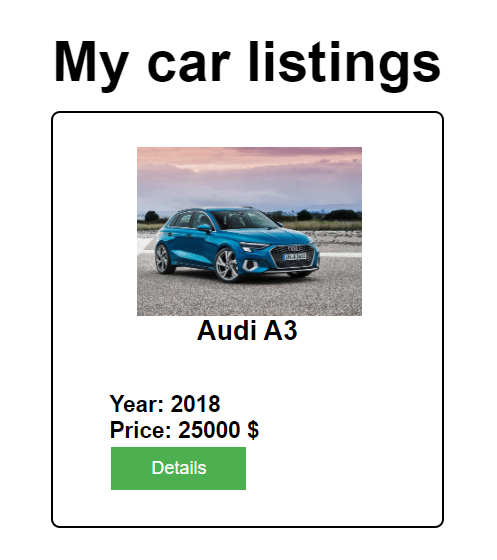 My car listings
Audi A3
Year: 2018
Price: 25000 $
Details